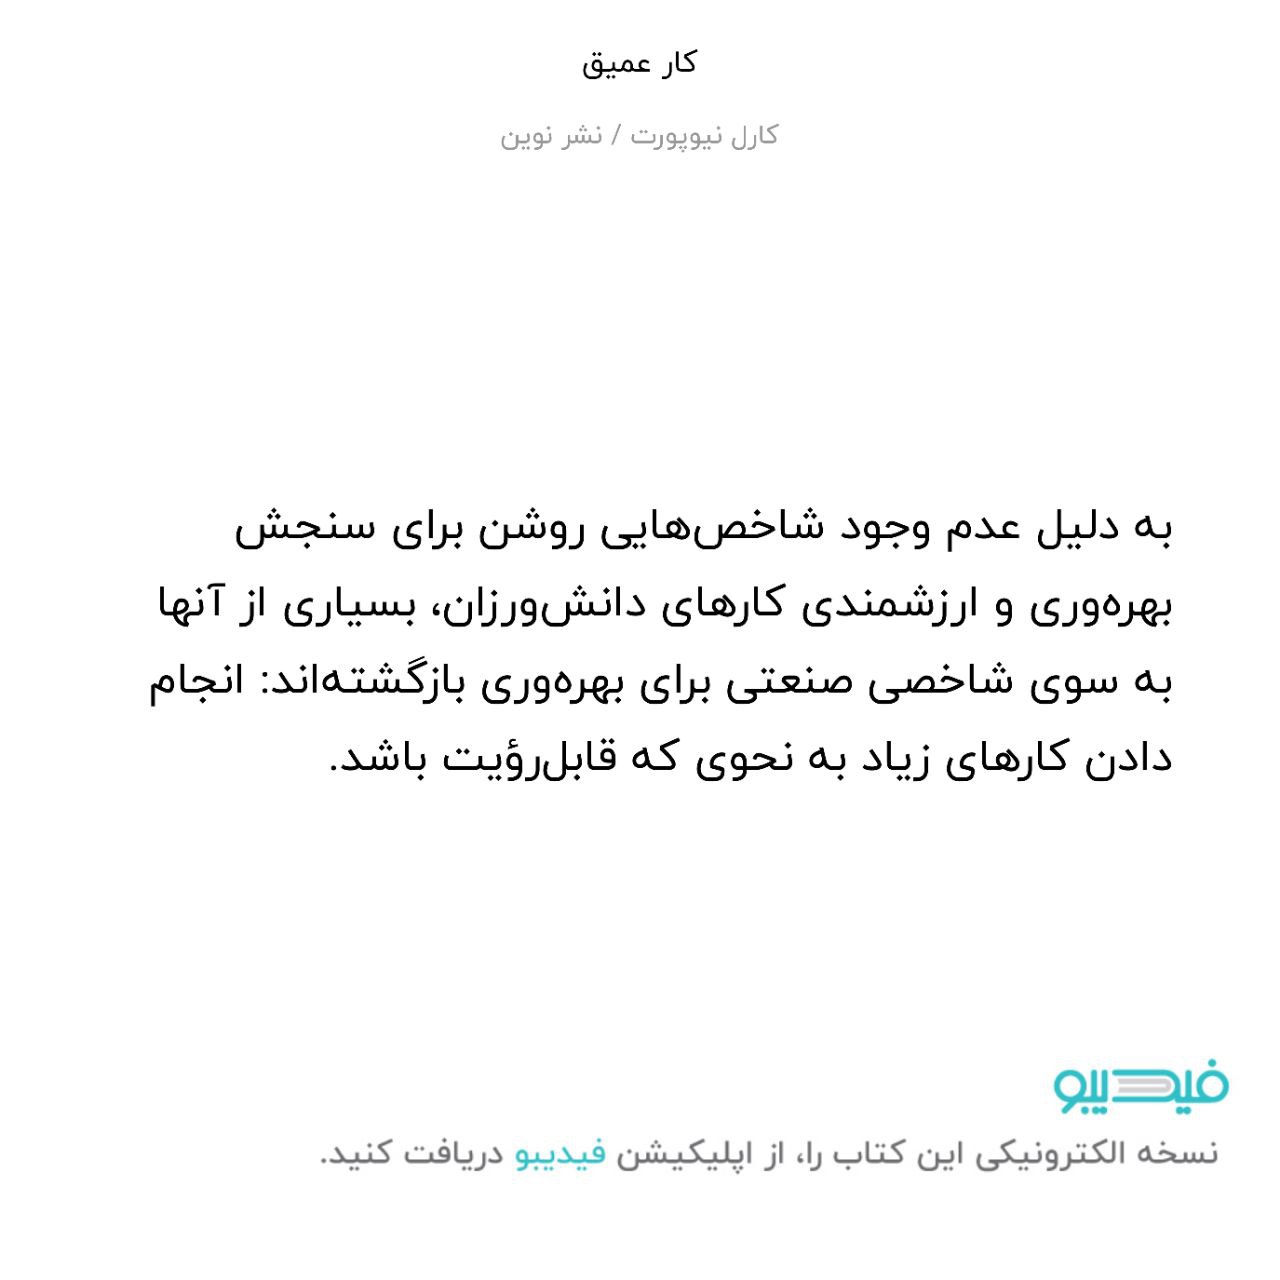 کار عمیق
کارل نیوپورت / نشر نوین
به دلیل عدم وجود شاخص‌هایی روشن برای سنجش
بهره‌وری و ارزشمندی کارهای دانش‌ورزان، بسیاری از آنها
به سوی شاخصی صنعتی برای بهره‌وری بازگشته‌اند: انجام
دادن کارهای زیاد به نحوی که قابل‌رؤیت باشد.
فیدیبو
نسخه الکترونیکی این کتاب را، از اپلیکیشن فیدیبو دریافت کنید.